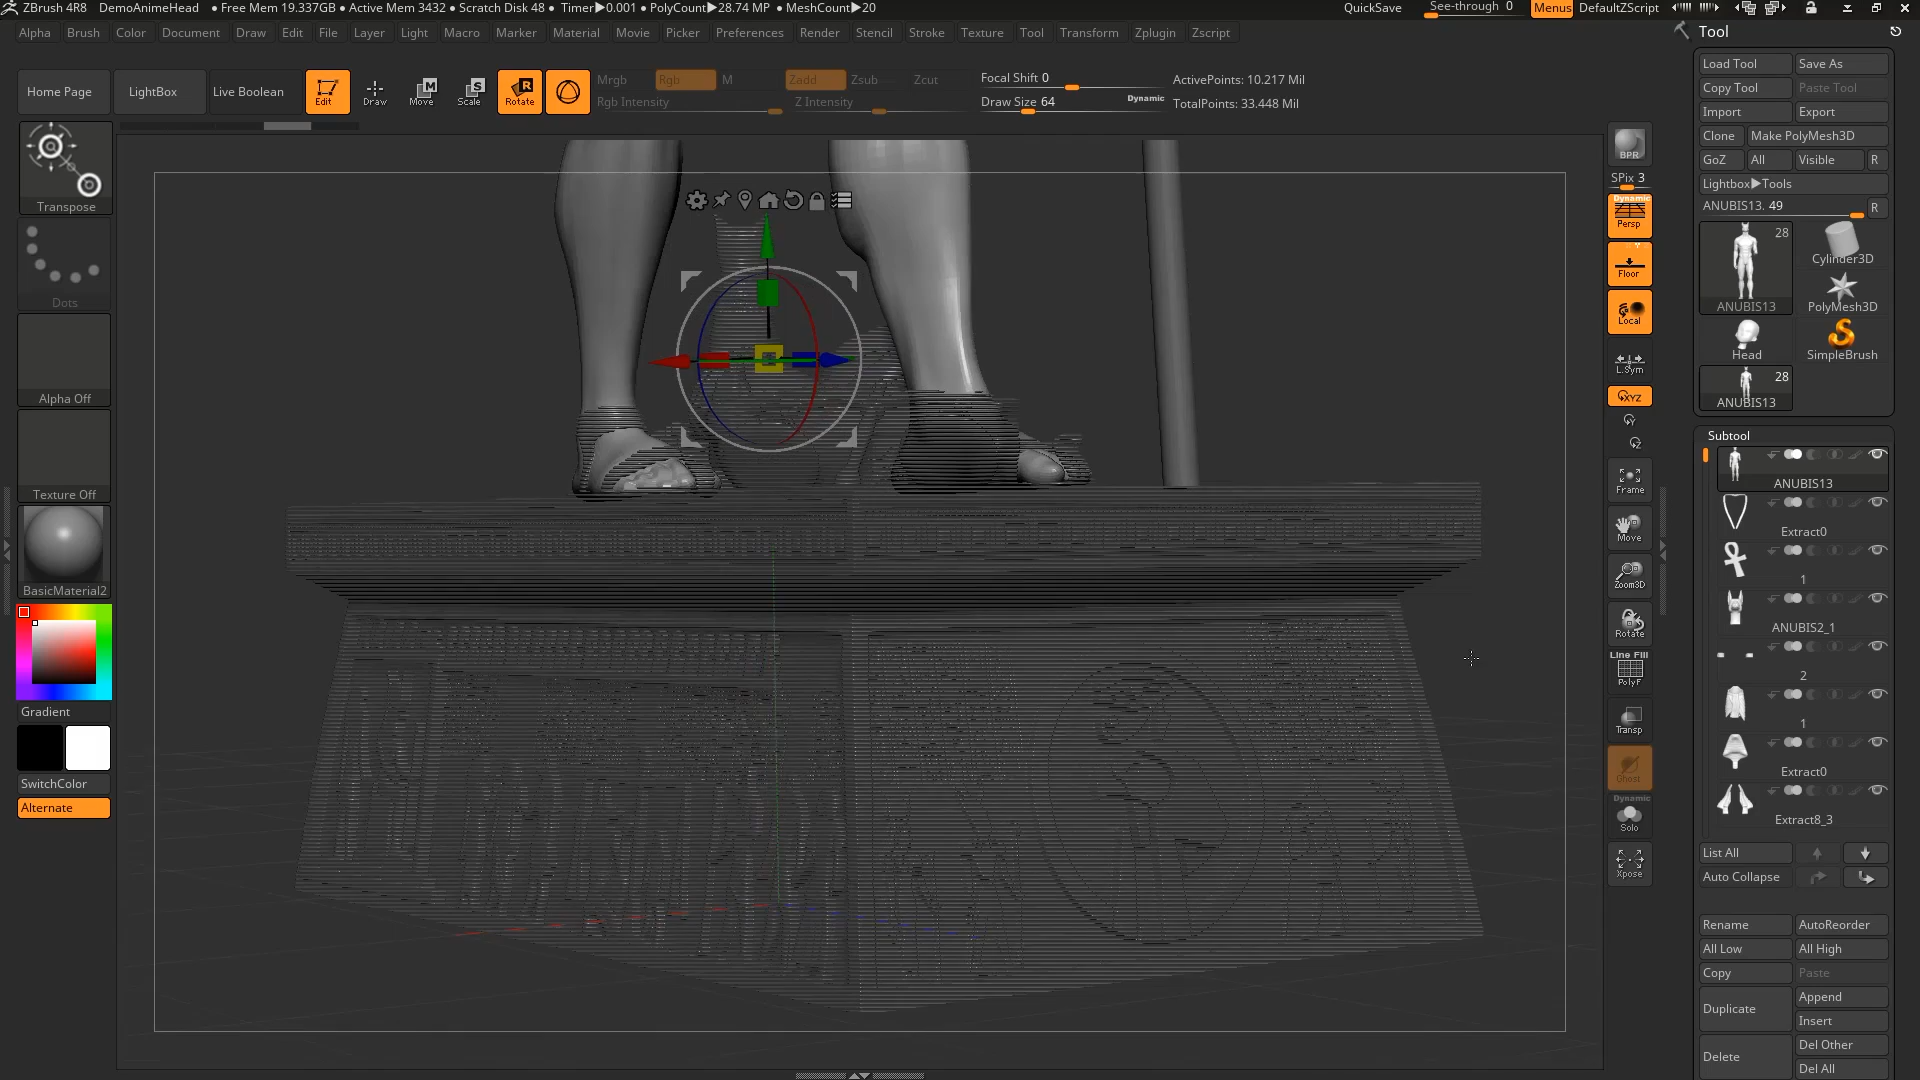 ZBrush 4R8 DemoAnimeHead • Free Mem 19.337GB • Active Mem 3432 • Scratch Disk 48 • Timer▶0.001 • PolyCount▶28.74 MP • MeshCount▶20 QuickSave See-through 0 Menus DefaultZScript
Alpha Brush Color Document Draw Edit File Layer Light Macro Marker Material Movie Picker Preferences Render Stencil Stroke Texture Tool Transform Zplugin Zscript
Home Page LightBox Live Boolean Edit Draw Move Scale Rotate
Mrgb Rgb M Zadd Zsub Zcut
Rgb Intensity Z Intensity
Focal Shift 0
Draw Size 64 Dynamic
ActivePoints: 10.217 Mil
TotalPoints: 33.448 Mil
Transpose
Dots
Alpha Off
Texture Off
BasicMaterial2
Gradient
SwitchColor
Alternate
BPR
SPix 3
Dynamic
Persp
Floor
Local
L.Sym
XYZ
Y
Z
Frame
Move
Zoom3D
Rotate
Line Fill
PolyF
Transp
Ghost
Dynamic
Solo
Xpose
Tool
Load Tool Save As
Copy Tool Paste Tool
Import Export
Clone Make PolyMesh3D
GoZ All Visible R
Lightbox▶Tools
ANUBIS13. 49 R
28
Cylinder3D
ANUBIS13 PolyMesh3D
Head SimpleBrush
28
ANUBIS13
Subtool
ANUBIS13
Extract0
1
ANUBIS2_1
2
1
Extract0
Extract8_3
List All
Auto Collapse
Rename AutoReorder
All Low All High
Copy Paste
Duplicate Append
Insert
Delete Del Other
Del All